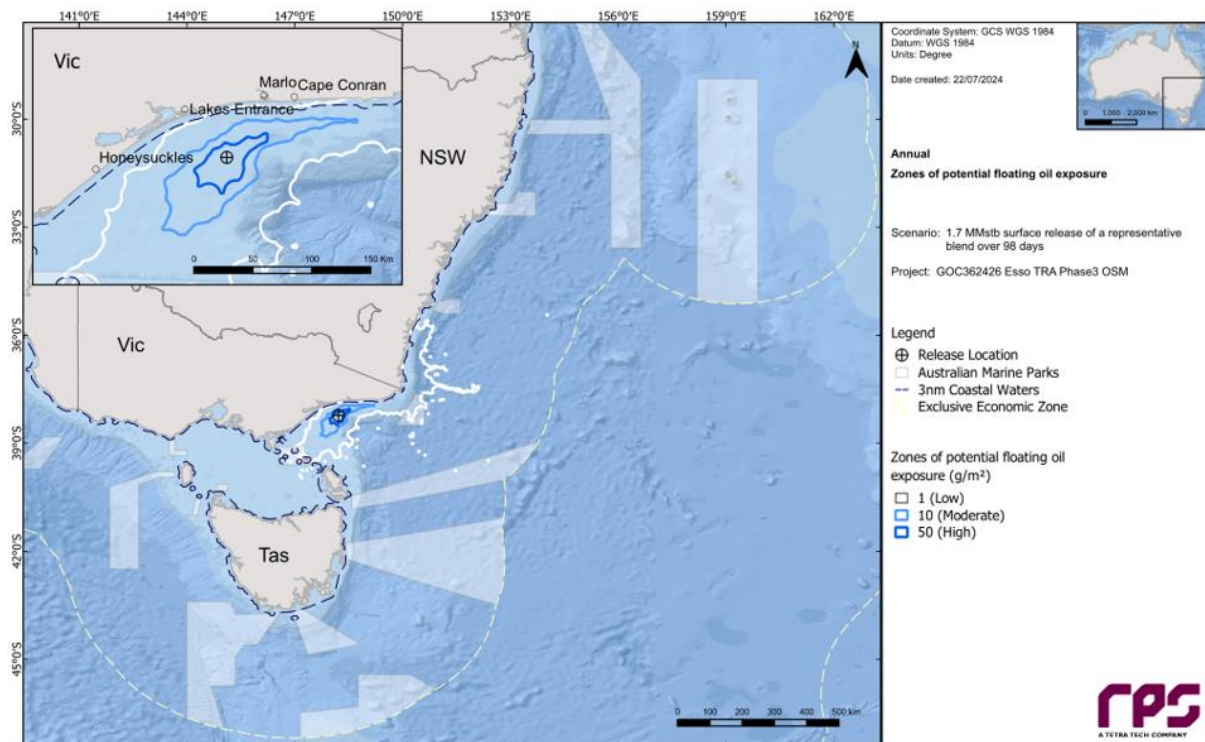 141°0'E 144°0'E 147°0'E 150°0'E 153°0'E 156°0'E 159°0'E 162°0'E
Vic
Marlo Cape Conran
Lakes Entrance
Honeysuckles
0 50 100 150 Km
NSW
Vic
Tas
30°0'S
33°0'S
36°0'S
39°0'S
42°0'S
45°0'S
N
0 100 200 300 400 500 km
Coordinate System: GCS WGS 1984
Datum: WGS 1984
Units: Degree
Date created: 22/07/2024
0 1,000 2,000 km
Annual
Zones of potential floating oil exposure
Scenario: 1.7 MMstb surface release of a representative
blend over 98 days
Project: GOC362426 Esso TRA Phase3 OSM
Legend
Release Location
Australian Marine Parks
3nm Coastal Waters
Exclusive Economic Zone
Zones of potential floating oil
exposure (g/m²)
1 (Low)
10 (Moderate)
50 (High)
rps
A TETRA TECH COMPANY